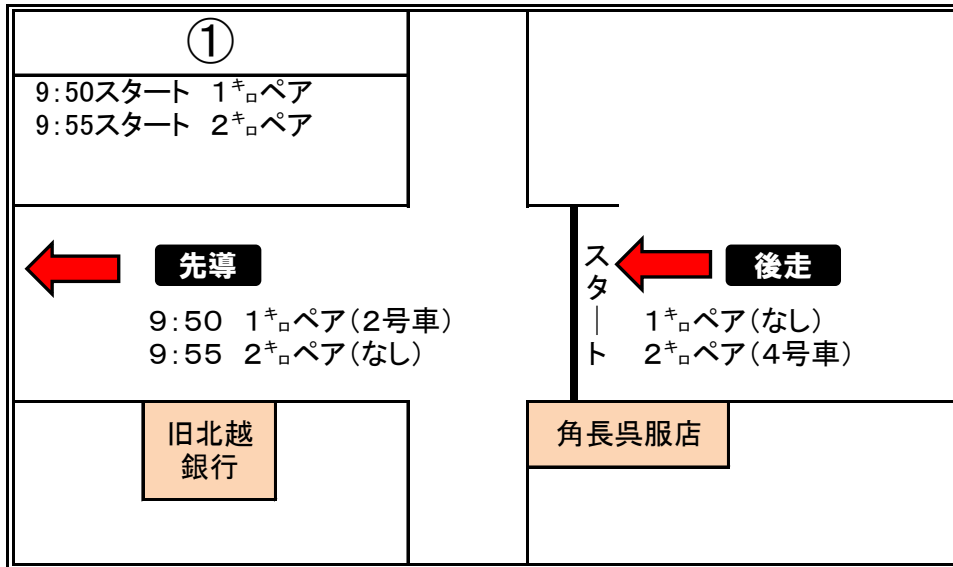 ①
9:50スタート 1㌔ペア
9:55スタート 2㌔ペア
先導
9:50 1㌔ペア(2号車)
9:55 2㌔ペア(なし)
スタート
後走
1㌔ペア(なし)
2㌔ペア(4号車)
旧北越
銀行
角長呉服店